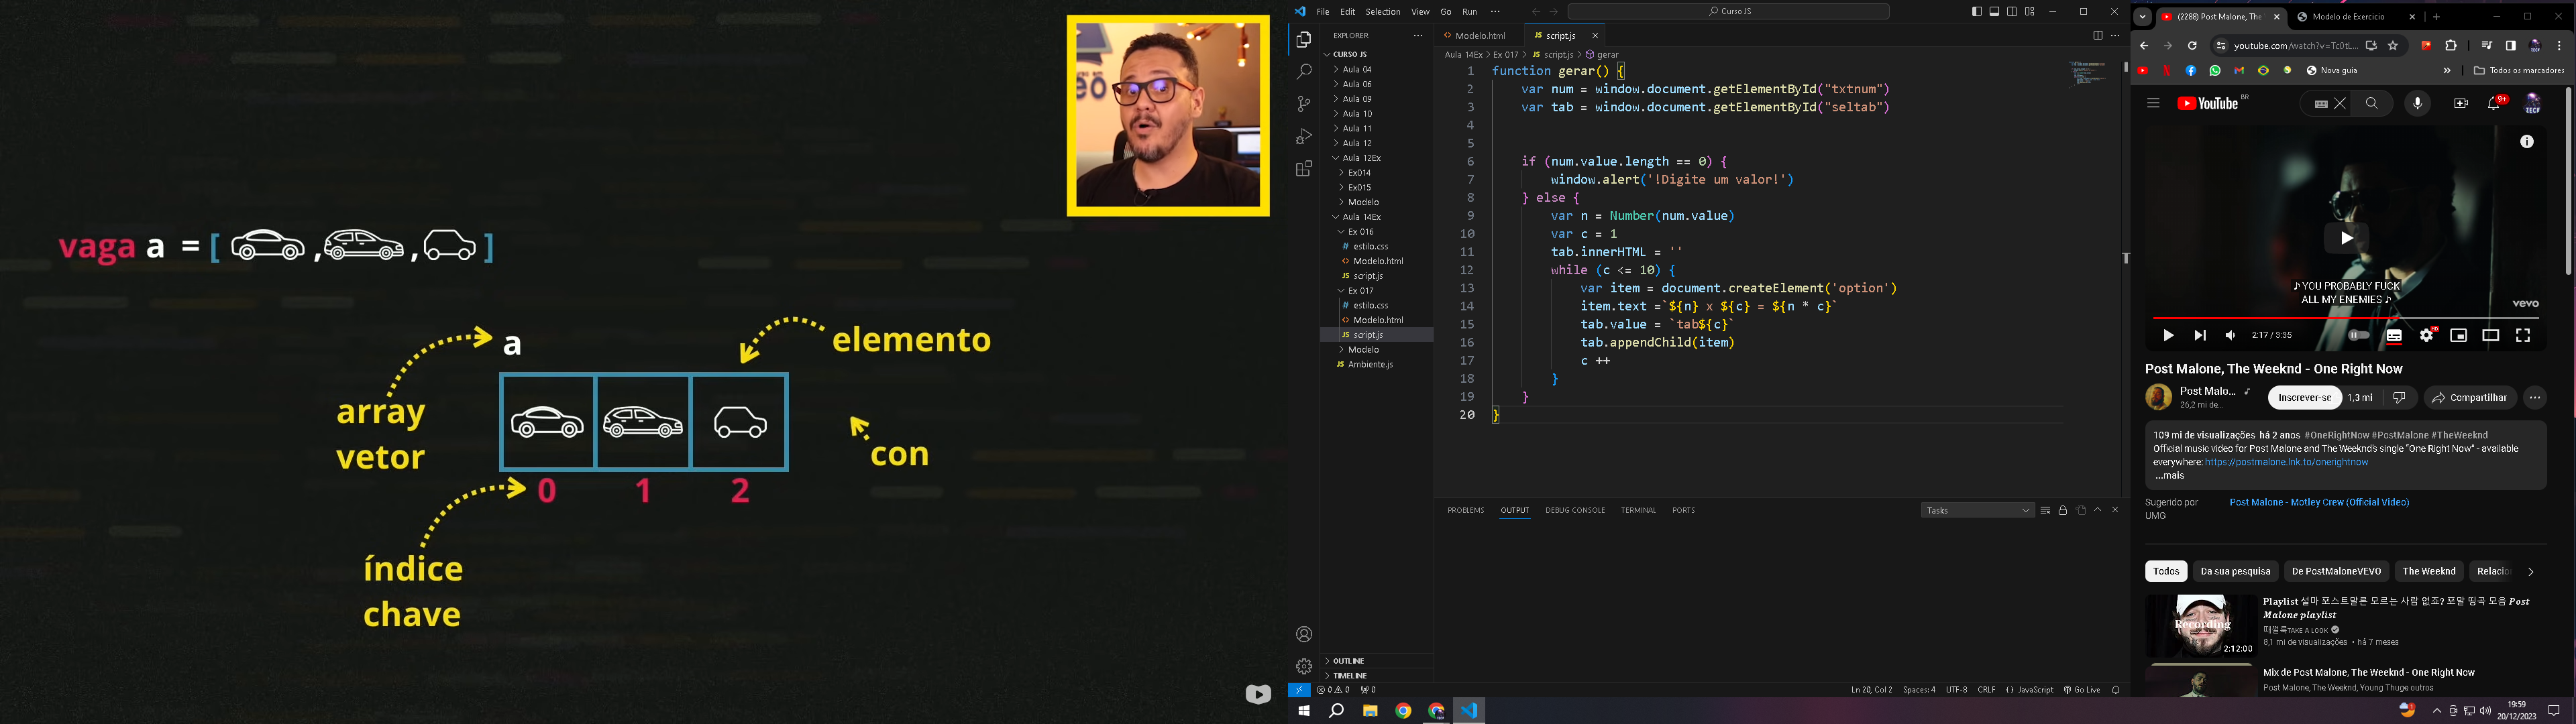 vaga a = [ , , ]
array
vetor
a
elemento
con
0 1 2
índice
chave
File Edit Selection View Go Run ···
Curso JS
EXPLORER ···
CURSO JS
Aula 04
Aula 06
Aula 09
Aula 10
Aula 11
Aula 12
Aula 12Ex
Ex014
Ex015
Modelo
Aula 14Ex
Ex 016
# estilo.css
<> Modelo.html
JS script.js
Ex 017
# estilo.css
<> Modelo.html
JS script.js
Modelo
JS Ambiente.js
OUTLINE
TIMELINE
<> Modelo.html
JS script.js
Aula 14Ex > Ex 017 > JS script.js > gerar
1 function gerar() {
2 var num = window.document.getElementById("txtnum")
3 var tab = window.document.getElementById("seltab")
4
5
6 if (num.value.length == 0) {
7 window.alert('!Digite um valor!')
8 } else {
9 var n = Number(num.value)
10 var c = 1
11 tab.innerHTML = ''
12 while (c <= 10) {
13 var item = document.createElement('option')
14 item.text =`${n} x ${c} = ${n * c}`
15 tab.value = `tab${c}`
16 tab.appendChild(item)
17 c ++
18 }
19 }
20 }
PROBLEMS OUTPUT DEBUG CONSOLE TERMINAL PORTS
Tasks
0 0 0
Ln 20, Col 2 Spaces: 4 UTF-8 CRLF {} JavaScript Go Live
(2288) Post Malone, The
Modelo de Exercicio
youtube.com/watch?v=Tc0tL...
Nova guia
Todos os marcadores
YouTube BR
9+
♪ YOU PROBABLY FUCK
ALL MY ENEMIES ♪
vevo
2:17 / 3:35
HD
Post Malone, The Weeknd - One Right Now
Post Malo...
26,2 mi de...
Inscrever-se
1,3 mi
Compartilhar
109 mi de visualizações há 2 anos #OneRightNow #PostMalone #TheWeeknd
Official music video for Post Malone and The Weeknd's single "One Right Now" - available
everywhere: https://postmalone.lnk.to/onerightnow
...mais
Sugerido por
UMG
Post Malone - Motley Crew (Official Video)
Todos
Da sua pesquisa
De PostMaloneVEVO
The Weeknd
Relacio
Recording
2:12:00
Playlist 설마 포스트말론 모르는 사람 없죠? 포말 띵곡 모음 Post
Malone playlist
때껄룩TAKE A LOOK
8,1 mi de visualizações • há 7 meses
Mix de Post Malone, The Weeknd - One Right Now
Post Malone, The Weeknd, Young Thuge outros
19:59
20/12/2023